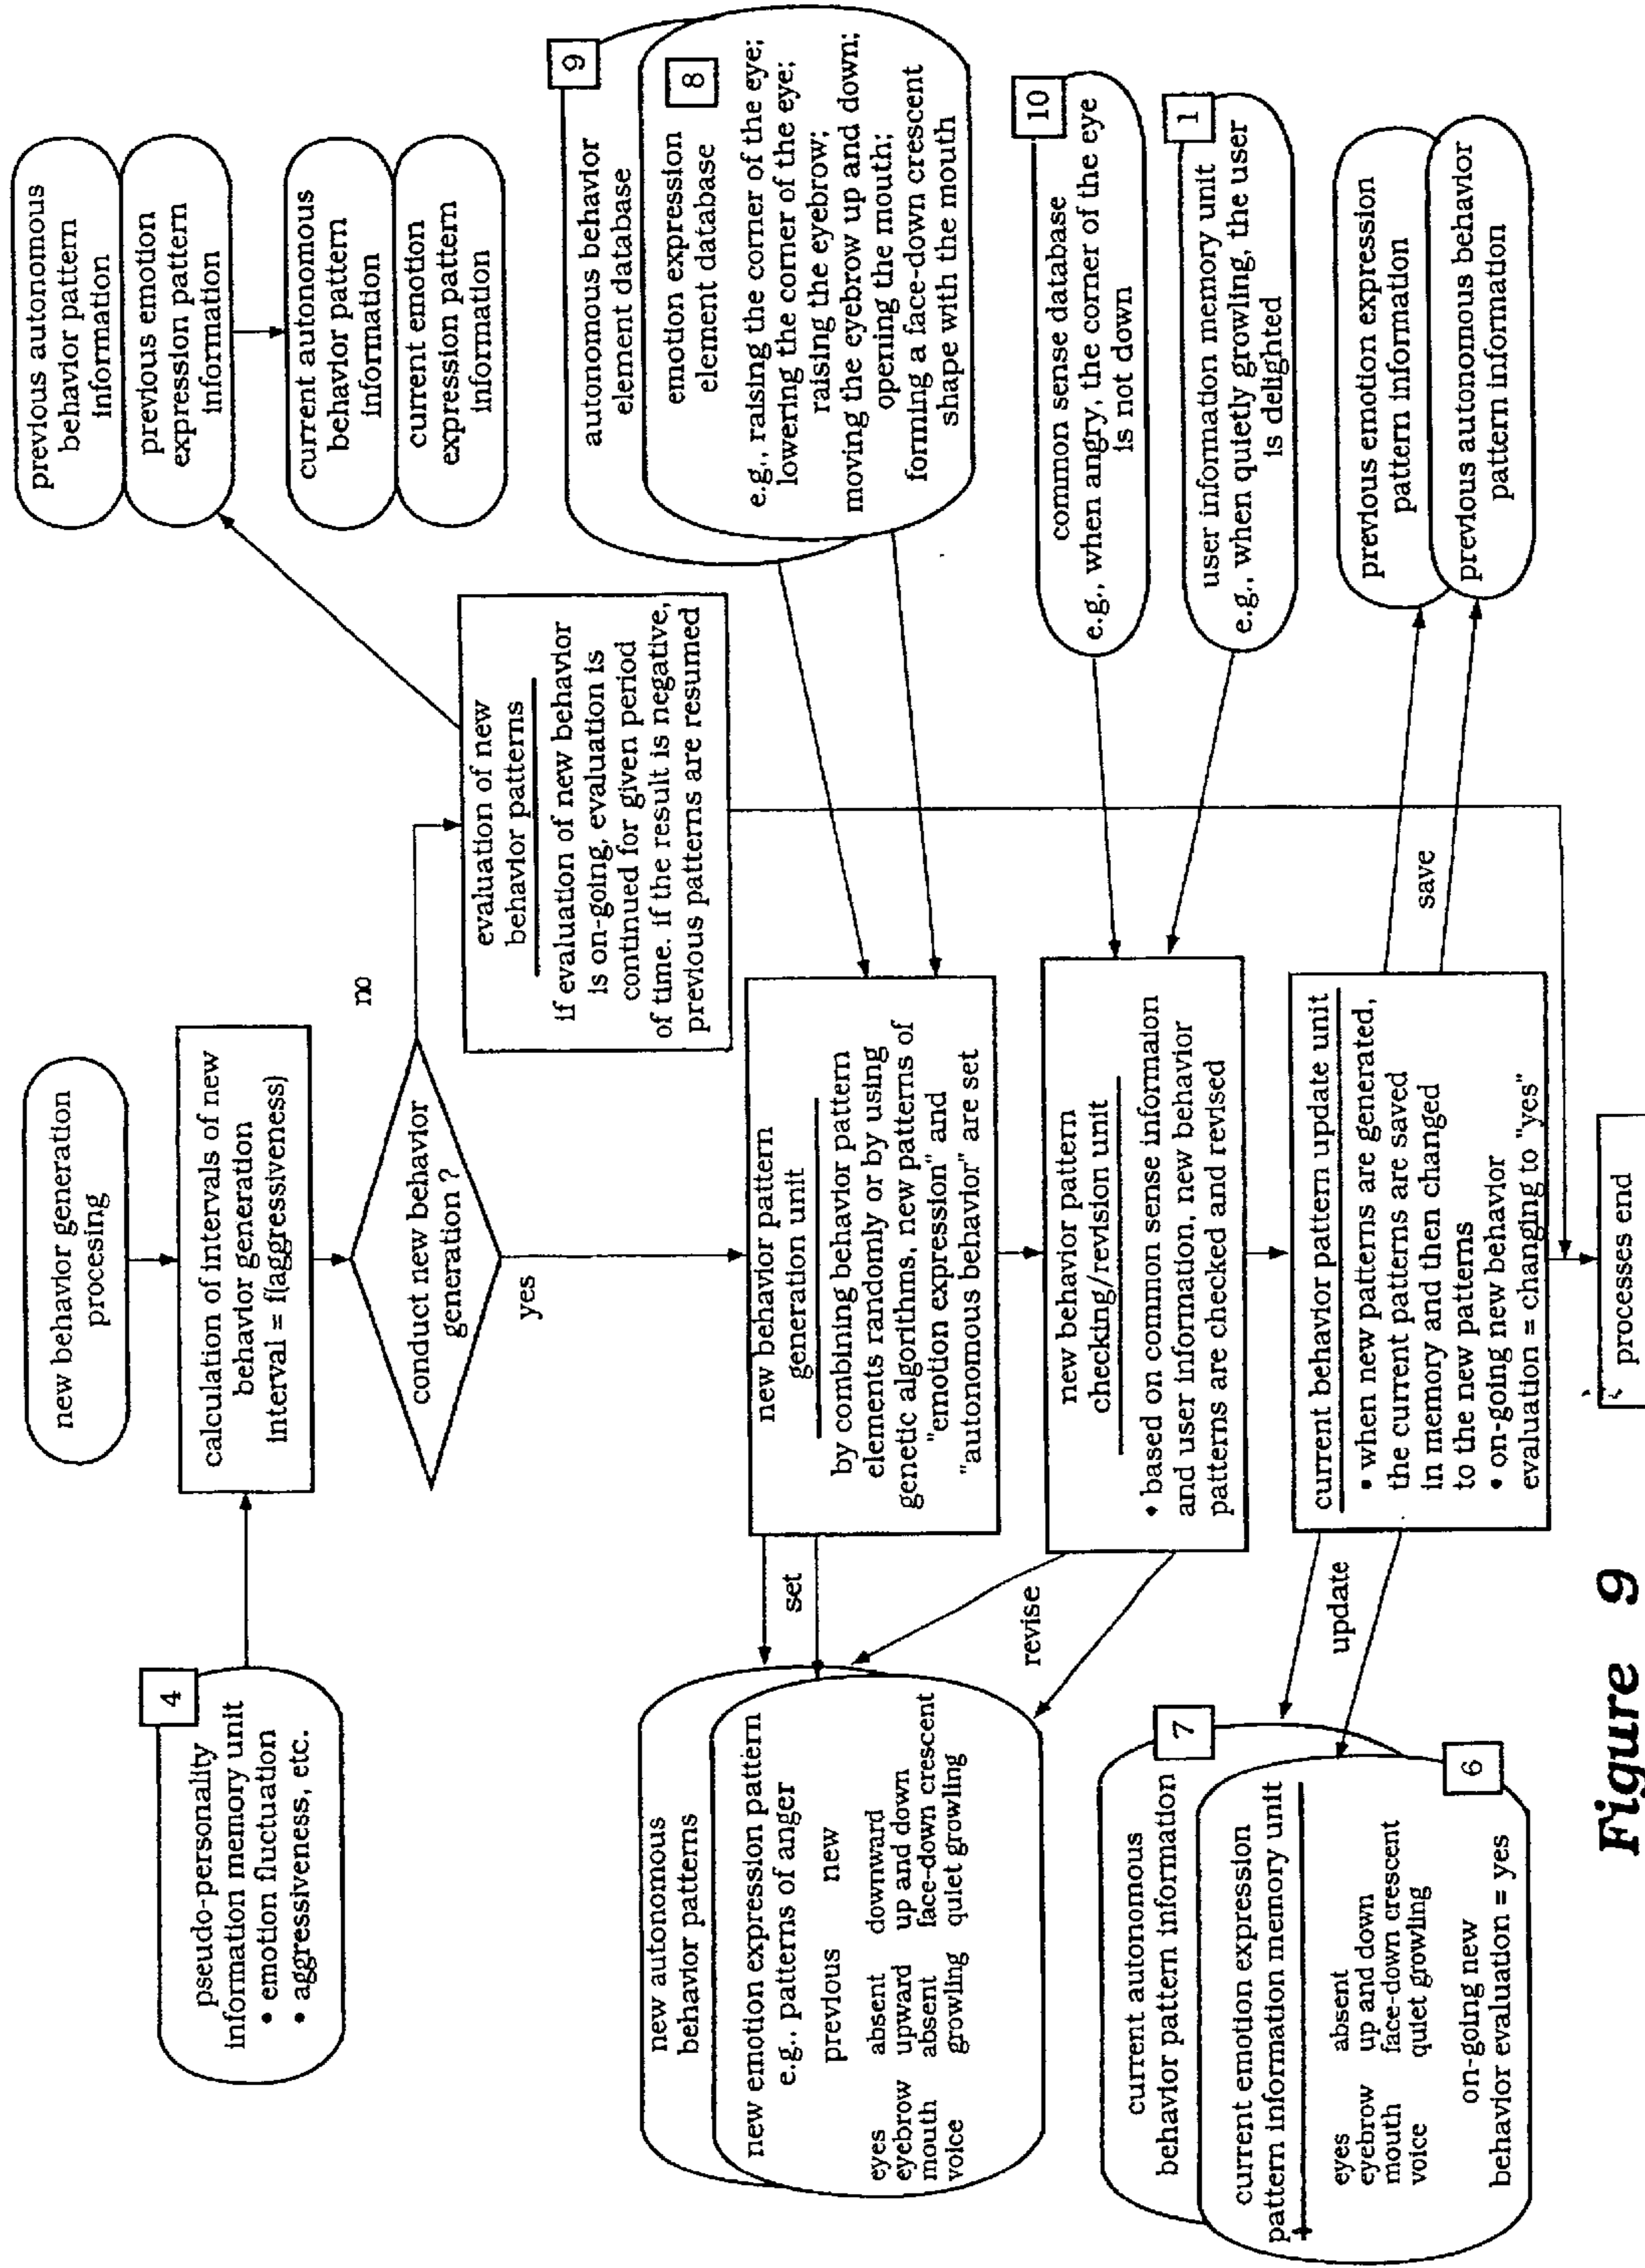 new behavior generation
procesing
4
pseudo-personality
information memory unit
• emotion fluctuation
• aggressiveness, etc.
calculation of intervals of new
behavior generation
interval = f(aggressiveness)
conduct new behavior
generation ?
no
yes
evaluation of new
behavior patterns
if evaluation of new behavior
is on-going, evaluation is
continued for given period
of time. if the result is negative,
previous patterns are resumed
previous autonomous
behavior pattern
information
previous emotion
expression pattern
information
current autonomous
behavior pattern
information
current emotion
expression pattern
information
9
autonomous behavior
element database
8
emotion expression
element database
e.g., raising the corner of the eye;
lowering the corner of the eye;
raising the eyebrow;
moving the eyebrow up and down;
opening the mouth;
forming a face-down crescent
shape with the mouth
new behavior pattern
generation unit
by combining behavior pattern
elements randomly or by using
genetic algorithms, new patterns of
"emotion expression" and
"autonomous behavior" are set
set
new autonomous
behavior patterns
new emotion expression pattern
e.g., patterns of anger
previous new
eyes absent downward
eyebrow upward up and down
mouth absent face-down crescent
voice growling quiet growling
revise
new behavior pattern
checking/revision unit
• based on common sense informaion
and user information, new behavior
patterns are checked and revised
10
common sense database
e.g., when angry, the corner of the eye
is not down
1
user information memory unit
e.g., when quietly growling, the user
is delighted
current behavior pattern update unit
• when new patterns are generated,
the current patterns are saved
in memory and then changed
to the new patterns
• on-going new behavior
evaluation = changing to "yes"
save
previous emotion expression
pattern information
previous autonomous behavior
pattern information
update
7
current autonomous
behavior pattern information
current emotion expression
pattern information memory unit
eyes absent
eyebrow up and down
mouth face-down crescent
voice quiet growling
6
on-going new
behavior evaluation = yes
processes end
Figure 9